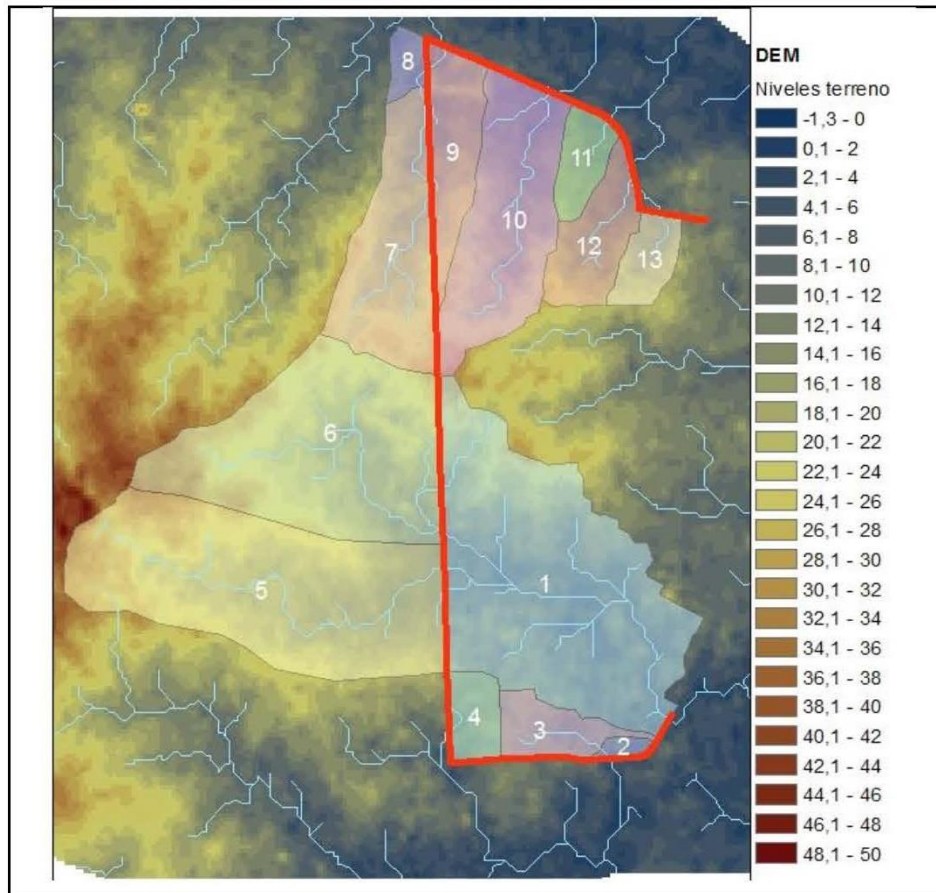 8
9
11
10
7
12
13
6
5
1
4
3
2
DEM
Niveles terreno
-1,3 - 0
0,1 - 2
2,1 - 4
4,1 - 6
6,1 - 8
8,1 - 10
10,1 - 12
12,1 - 14
14,1 - 16
16,1 - 18
18,1 - 20
20,1 - 22
22,1 - 24
24,1 - 26
26,1 - 28
28,1 - 30
30,1 - 32
32,1 - 34
34,1 - 36
36,1 - 38
38,1 - 40
40,1 - 42
42,1 - 44
44,1 - 46
46,1 - 48
48,1 - 50